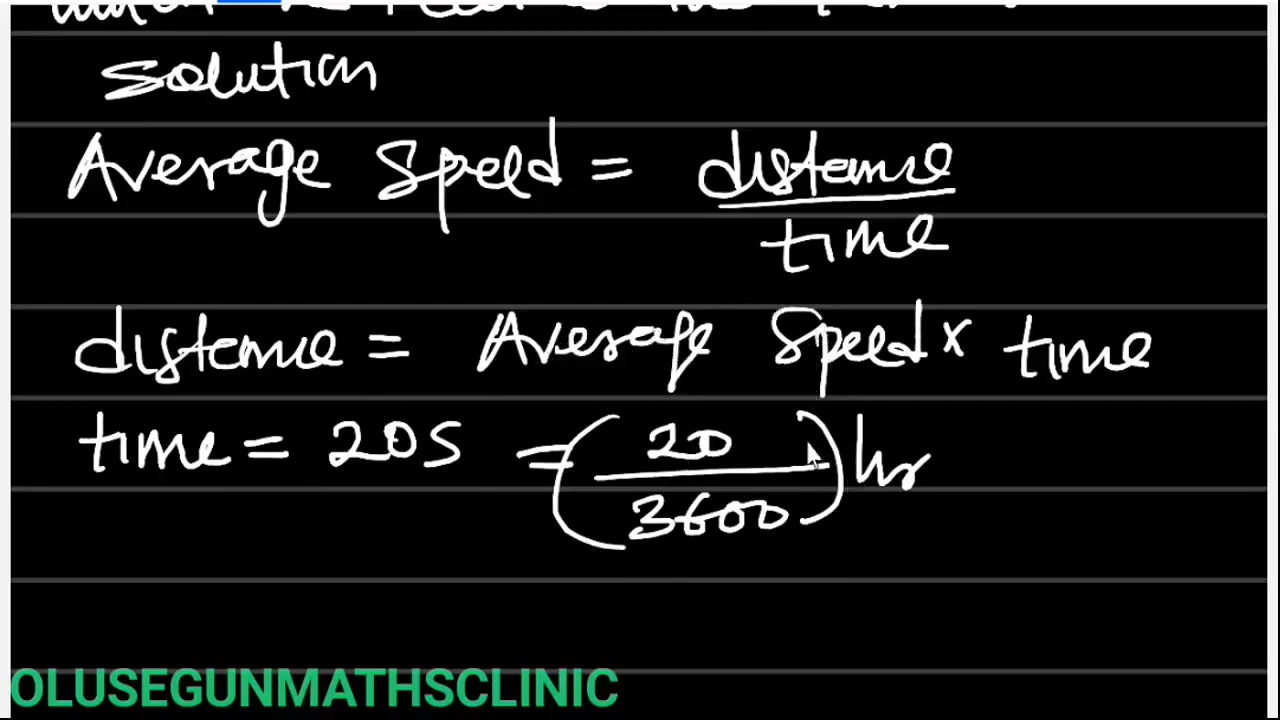 solution
Average Speed = distance / time
distance = Average Speed × time
time = 20s = (20/3600) hr
OLUSEGUNMATHSCLINIC